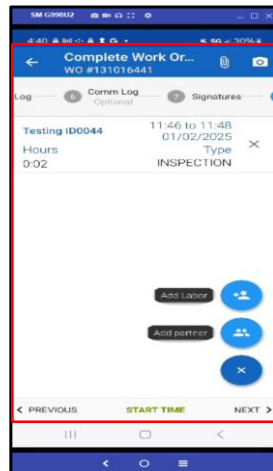 SM G990U2
4:40 5G 30%
Complete Work Or...
WO #131016441
Log 6 Comm Log Optional 7 Signatures
Testing ID0044 11:46 to 11:48
01/02/2025
Hours Type
0:02 INSPECTION
Add Labor
Add partner
PREVIOUS START TIME NEXT